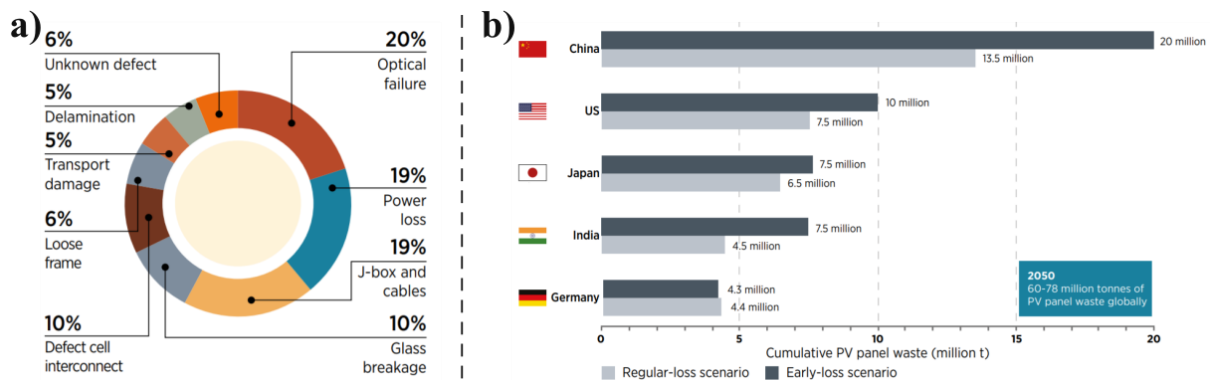 a)
6%
Unknown defect
5%
Delamination
5%
Transport
damage
6%
Loose
frame
10%
Defect cell
interconnect
20%
Optical
failure
19%
Power
loss
19%
J-box and
cables
10%
Glass
breakage
b)
China
20 million
13.5 million
US
10 million
7.5 million
Japan
7.5 million
6.5 million
India
7.5 million
4.5 million
Germany
4.3 million
4.4 million
2050
60-78 million tonnes of
PV panel waste globally
0 5 10 15 20
Cumulative PV panel waste (million t)
Regular-loss scenario Early-loss scenario